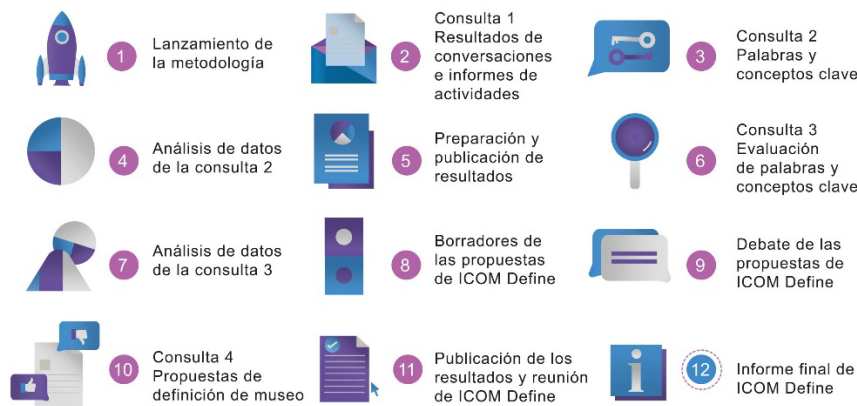 1
Lanzamiento de
la metodología
2
Consulta 1
Resultados de
conversaciones
e informes de
actividades
3
Consulta 2
Palabras y
conceptos clave
4
Análisis de datos
de la consulta 2
5
Preparación y
publicación de
resultados
6
Consulta 3
Evaluación
de palabras y
conceptos clave
7
Análisis de datos
de la consulta 3
8
Borradores de
las propuestas
de ICOM Define
9
Debate de las
propuestas de
ICOM Define
10
Consulta 4
Propuestas de
definición de museo
11
Publicación de los
resultados y reunión
de ICOM Define
12
Informe final de
ICOM Define